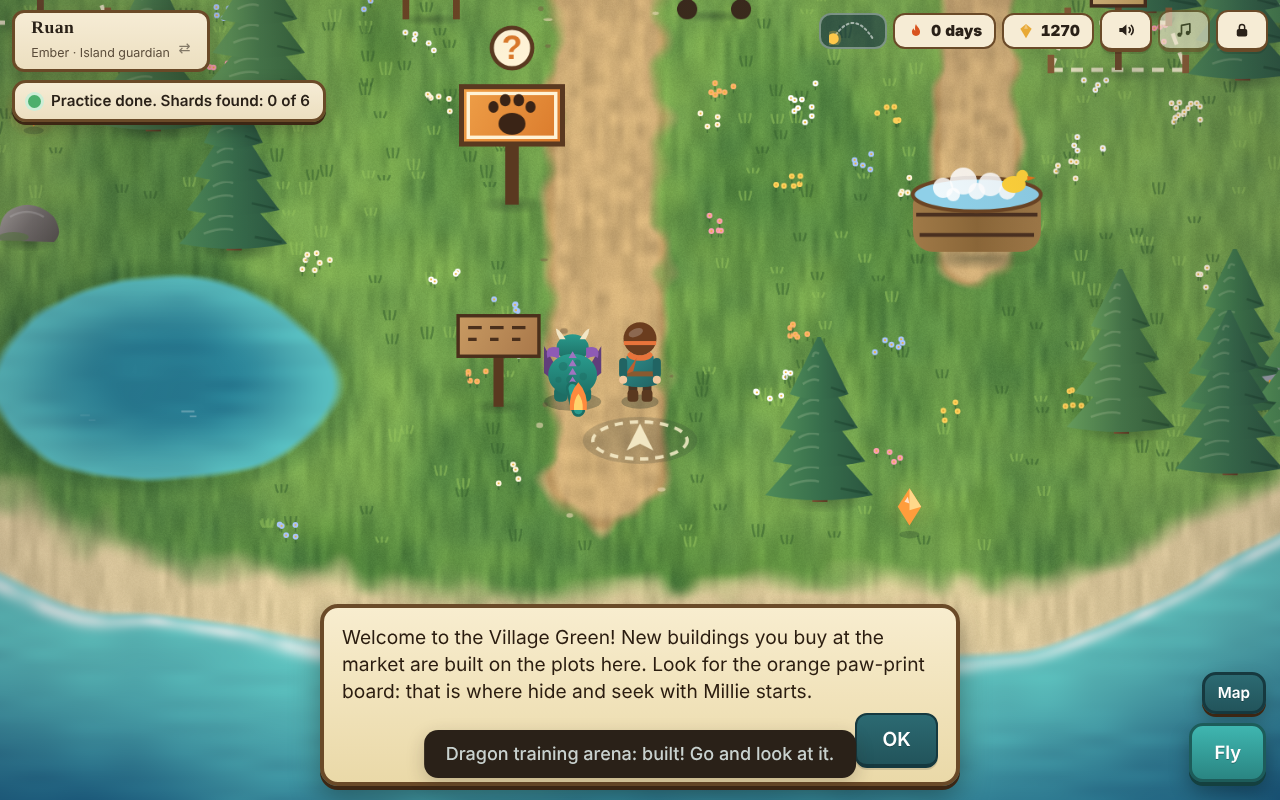 Ruan
Ember · Island guardian
Practice done. Shards found: 0 of 6
?
0 days
1270
Welcome to the Village Green! New buildings you buy at the
market are built on the plots here. Look for the orange paw-print
board: that is where hide and seek with Millie starts.
OK
Dragon training arena: built! Go and look at it.
Map
Fly